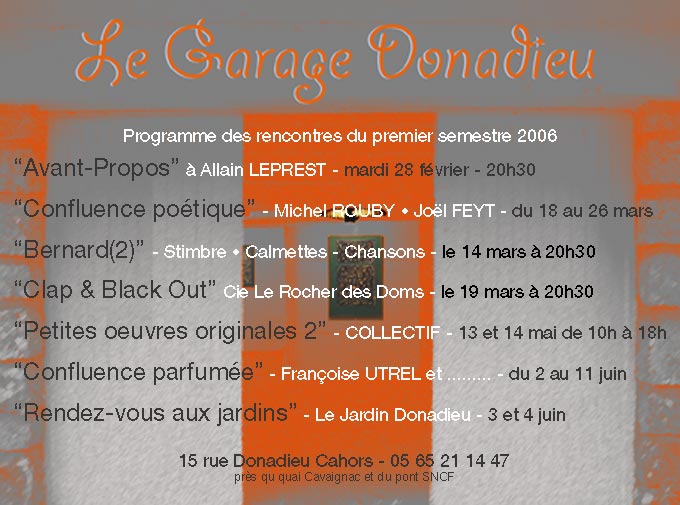 Le Garage Donadieu
Programme des rencontres du premier semestre 2006
“Avant-Propos” à Allain LEPREST - mardi 28 février - 20h30
“Confluence poétique” - Michel ROUBY • Joël FEYT - du 18 au 26 mars
“Bernard(2)” - Stimbre • Calmettes - Chansons - le 14 mars à 20h30
“Clap & Black Out” Cie Le Rocher des Doms - le 19 mars à 20h30
“Petites oeuvres originales 2” - COLLECTIF - 13 et 14 mai de 10h à 18h
“Confluence parfumée” - Françoise UTREL et ......... - du 2 au 11 juin
“Rendez-vous aux jardins” - Le Jardin Donadieu - 3 et 4 juin
15 rue Donadieu Cahors - 05 65 21 14 47
près qu quai Cavaignac et du pont SNCF